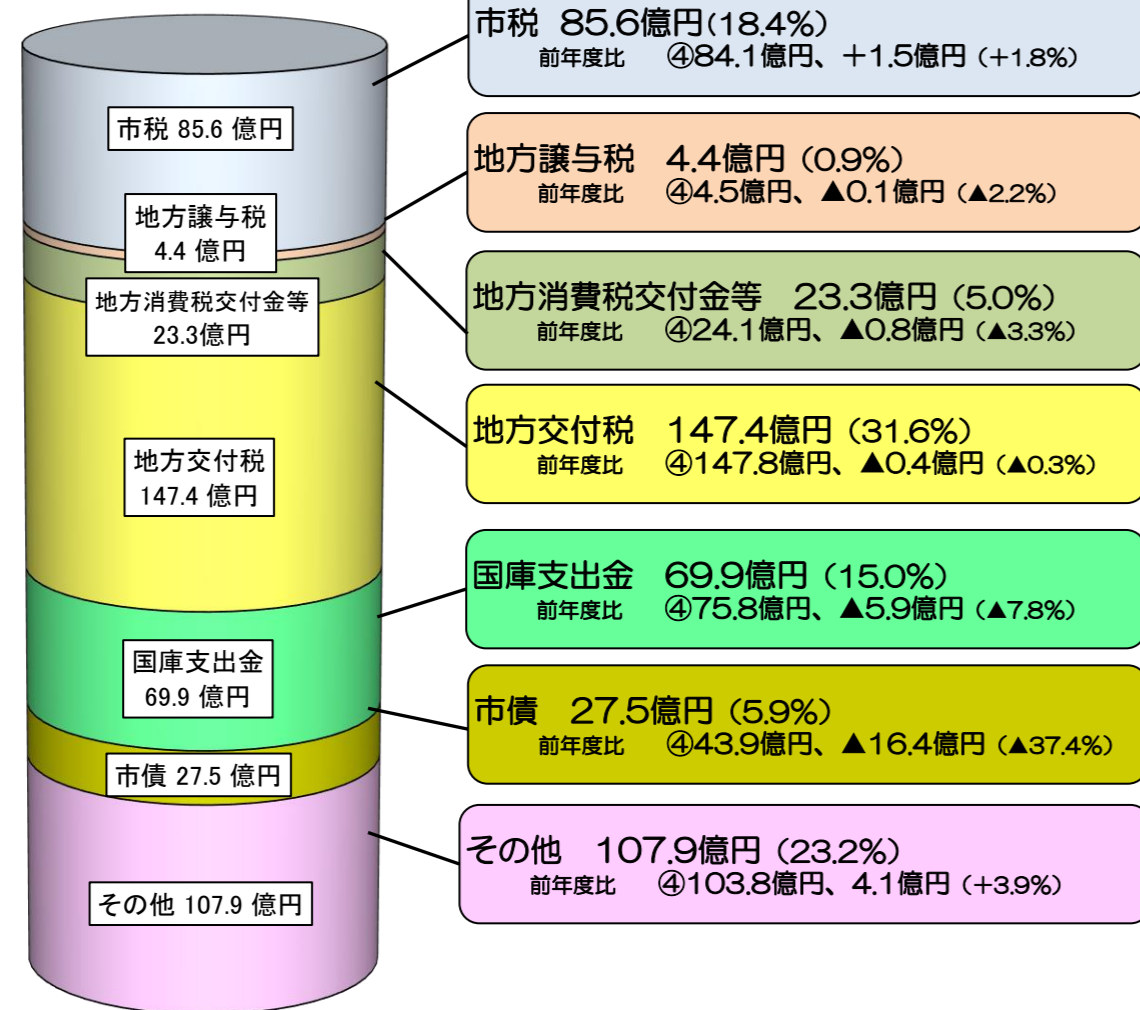 市税 85.6億円(18.4%)
前年度比 ④84.1億円、+1.5億円(+1.8%)
地方譲与税 4.4億円(0.9%)
前年度比 ④4.5億円、▲0.1億円(▲2.2%)
地方消費税交付金等 23.3億円(5.0%)
前年度比 ④24.1億円、▲0.8億円(▲3.3%)
地方交付税 147.4億円(31.6%)
前年度比 ④147.8億円、▲0.4億円(▲0.3%)
国庫支出金 69.9億円(15.0%)
前年度比 ④75.8億円、▲5.9億円(▲7.8%)
市債 27.5億円(5.9%)
前年度比 ④43.9億円、▲16.4億円(▲37.4%)
その他 107.9億円(23.2%)
前年度比 ④103.8億円、4.1億円(+3.9%)
市税 85.6 億円
地方譲与税
4.4 億円
地方消費税交付金等
23.3億円
地方交付税
147.4 億円
国庫支出金
69.9 億円
市債 27.5 億円
その他 107.9 億円